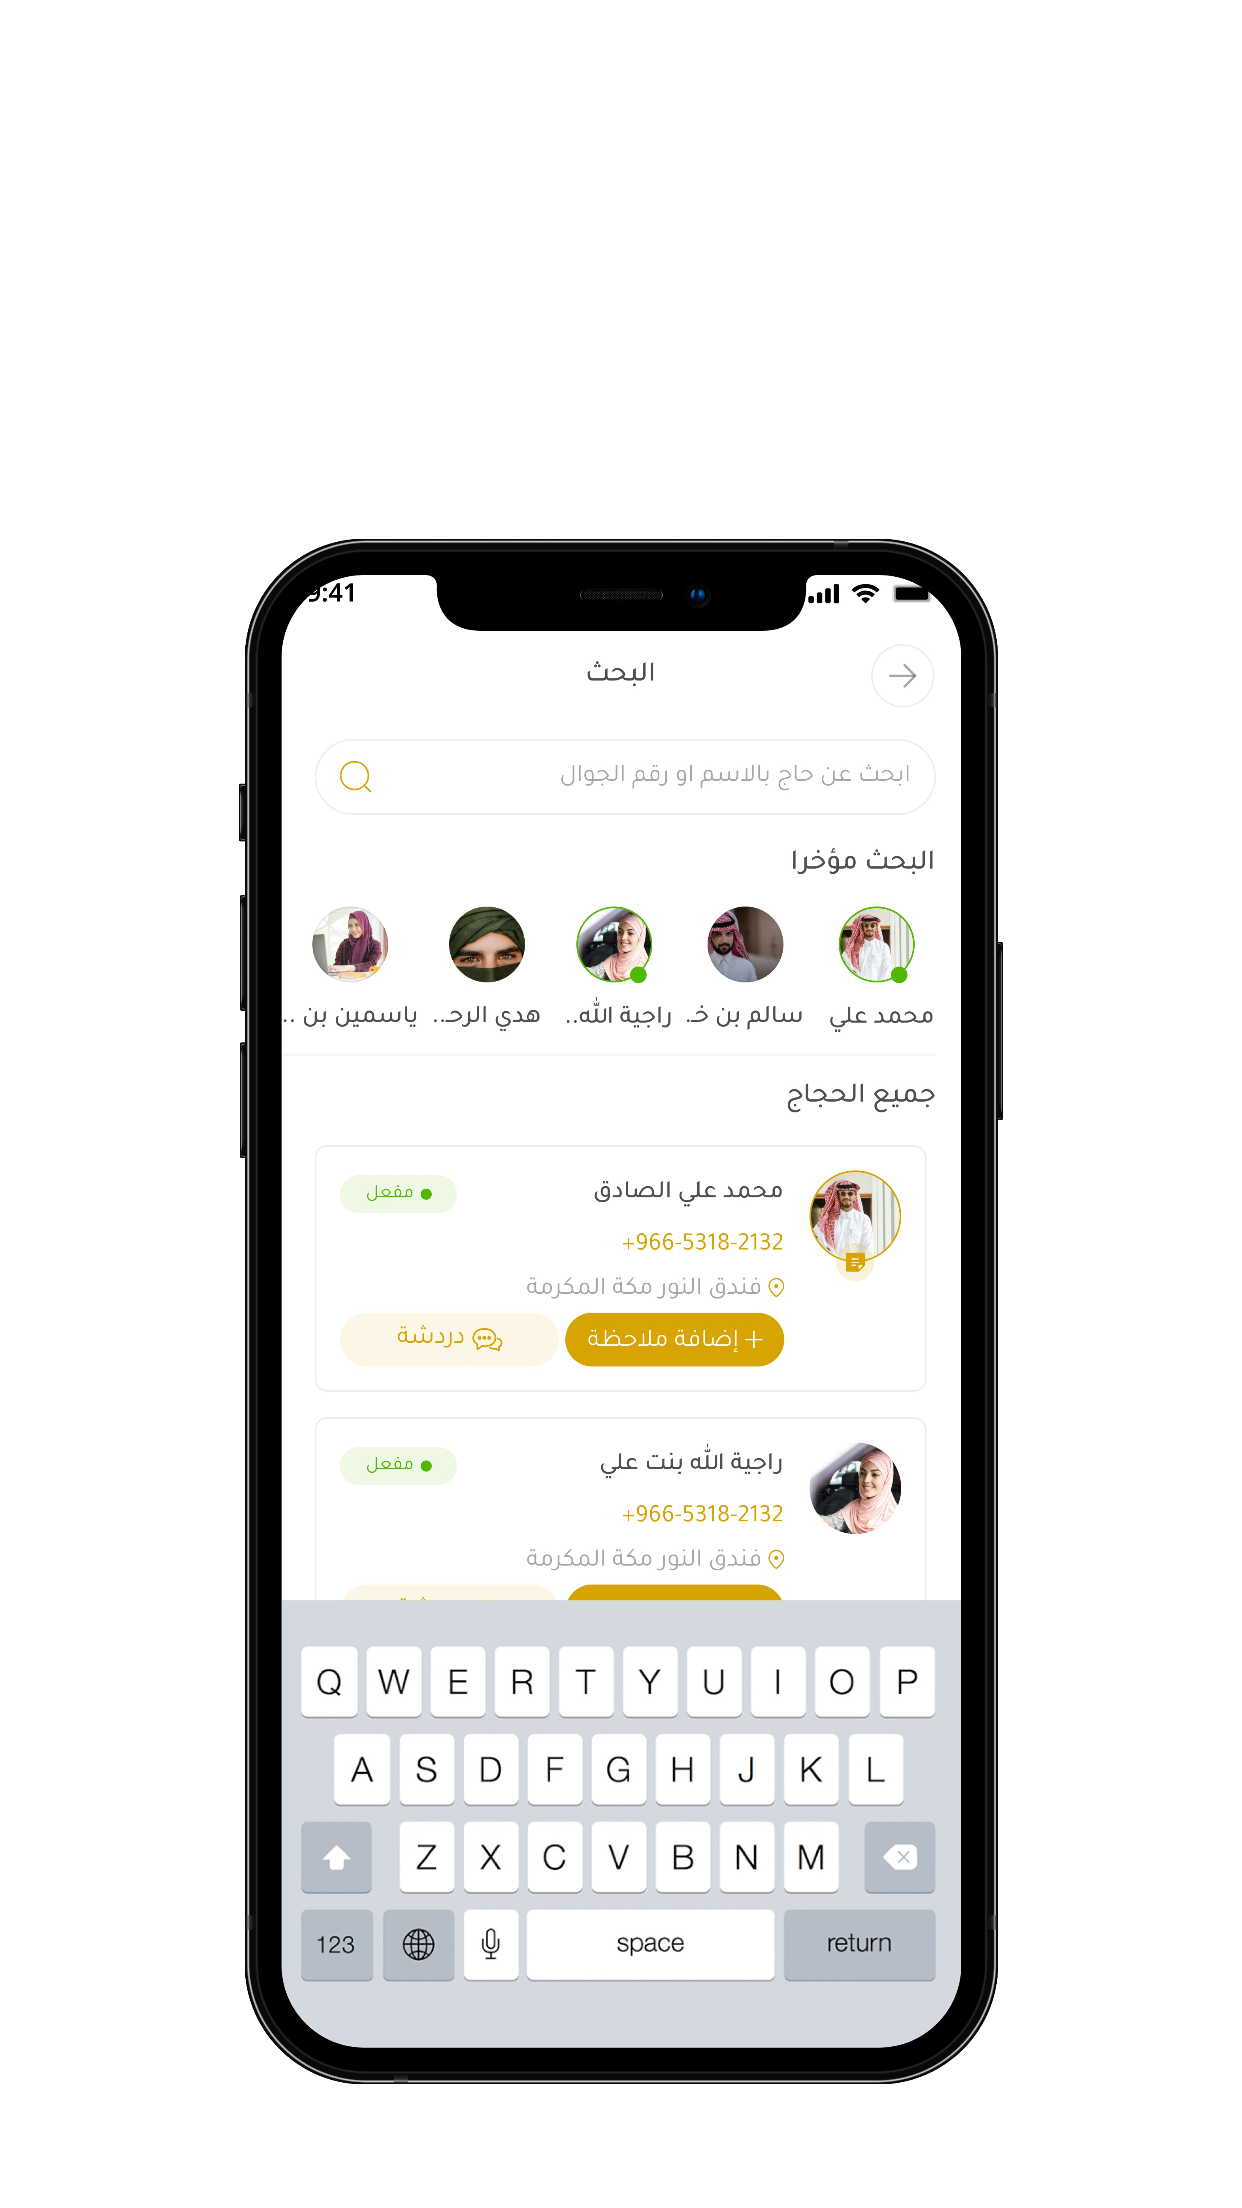 9:41
البحث
ابحث عن حاج بالاسم او رقم الجوال
البحث مؤخرا
محمد علي
سالم بن خـ.
راجية الله..
هدي الرحـ..
ياسمين بن ..
جميع الحجاج
محمد علي الصادق
مفعل
+966-5318-2132
فندق النور مكة المكرمة
إضافة ملاحظة
دردشة
راجية الله بنت علي
مفعل
+966-5318-2132
فندق النور مكة المكرمة
Q W E R T Y U I O P
A S D F G H J K L
Z X C V B N M
123 space return